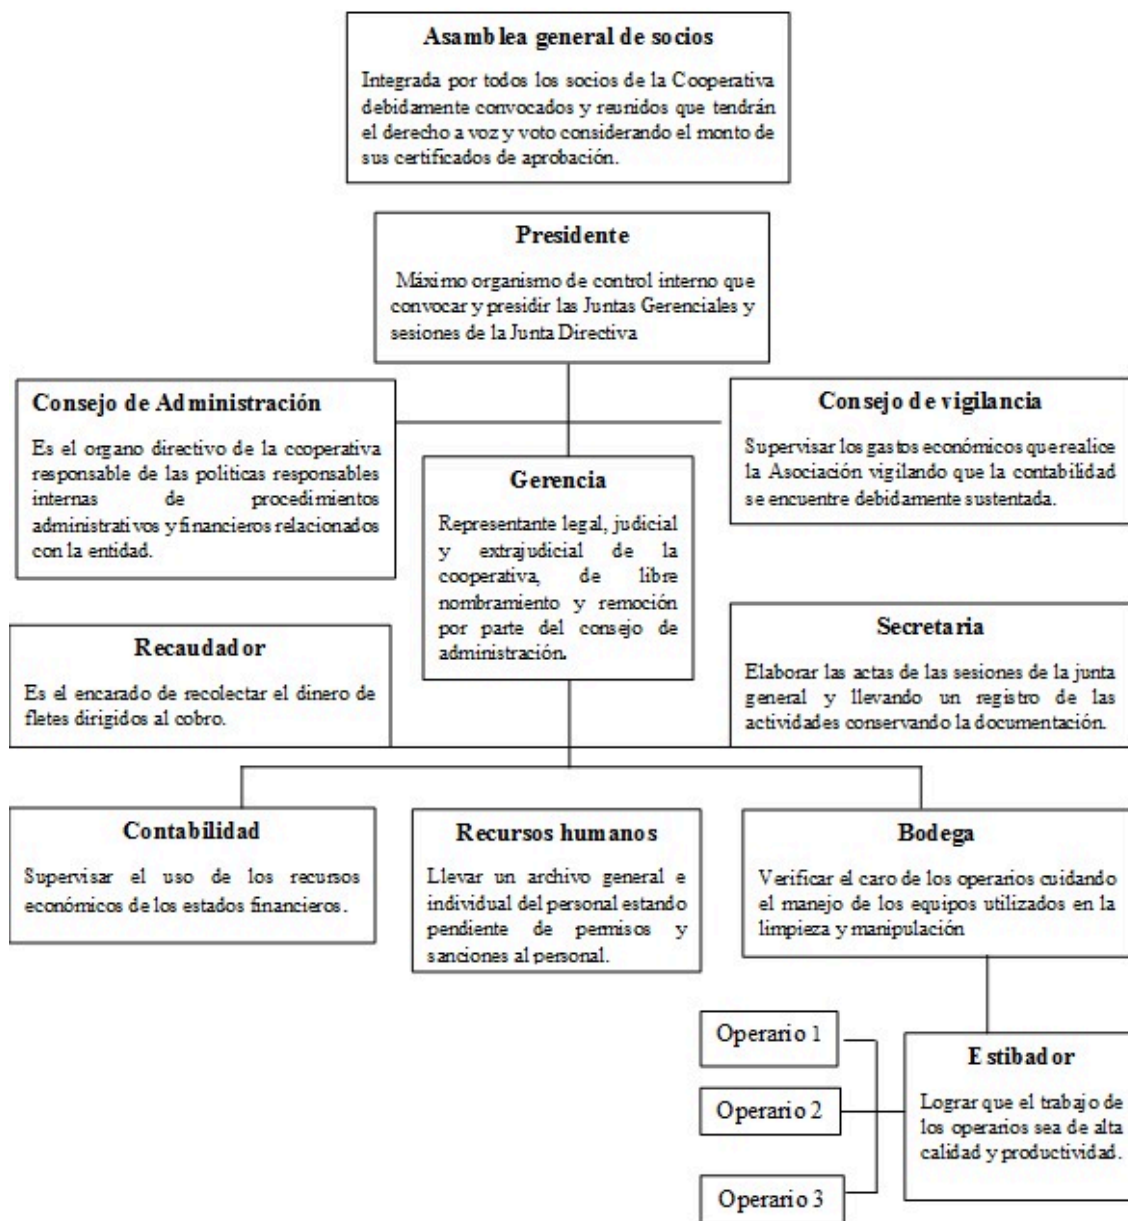 Asamblea general de socios
Integrada por todos los socios de la Cooperativa
debidamente convocados y reunidos que tendrán
el derecho a voz y voto considerando el monto de
sus certificados de aprobación.
Presidente
Máximo organismo de control interno que
convocar y presidir las Juntas Gerenciales y
sesiones de la Junta Directiva
Consejo de Administración
Es el organo directivo de la cooperativa
responsable de las politicas responsables
internas de procedimientos
administrativos y financieros relacionados
con la entidad.
Consejo de vigilancia
Supervisar los gastos económicos que realice
la Asociación vigilando que la contabilidad
se encuentre debidamente sustentada.
Gerencia
Representante legal, judicial
y extrajudicial de la
cooperativa, de libre
nombramiento y remoción
por parte del consejo de
administración.
Recaudador
Es el encarado de recolectar el dinero de
fletes dirigidos al cobro.
Secretaria
Elaborar las actas de las sesiones de la junta
general y llevando un registro de las
actividades conservando la documentación.
Contabilidad
Supervisar el uso de los recursos
económicos de los estados financieros.
Recursos humanos
Llevar un archivo general e
individual del personal estando
pendiente de permisos y
sanciones al personal.
Bodega
Verificar el caro de los operarios cuidando
el manejo de los equipos utilizados en la
limpieza y manipulación
Estibador
Lograr que el trabajo de
los operarios sea de alta
calidad y productividad.
Operario 1
Operario 2
Operario 3